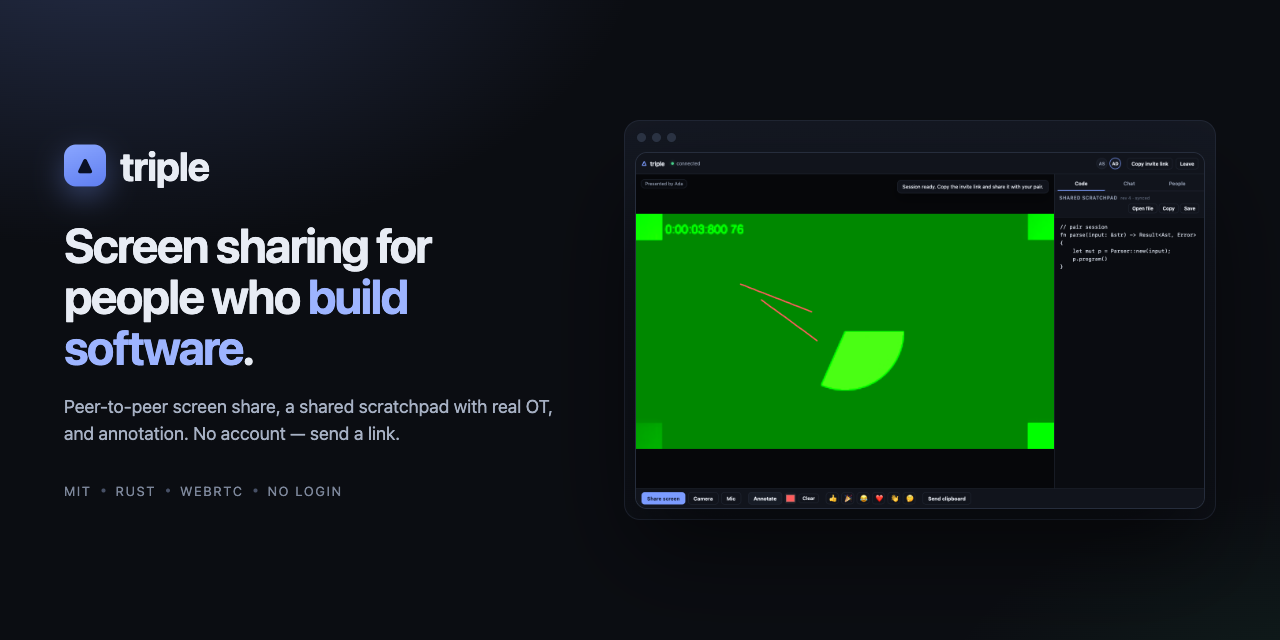 triple
Screen sharing for
people who build
software.
Peer-to-peer screen share, a shared scratchpad with real OT,
and annotation. No account — send a link.
MIT • RUST • WEBRTC • NO LOGIN
triple • connected
AS AD Copy invite link Leave
Presented by Ada
Session ready. Copy the invite link and share it with your pair.
0:00:03:800 76
Code Chat People
SHARED SCRATCHPAD
Open file Copy Save
// pair session
fn parse(input: &str) -> Result<Ast, Error>
{
let mut p = Parser::new(input);
p.program()
}
Share screen Camera Mic Annotate Clear 👍 🎉 😂 ❤️ 👋 🤔 Send clipboard